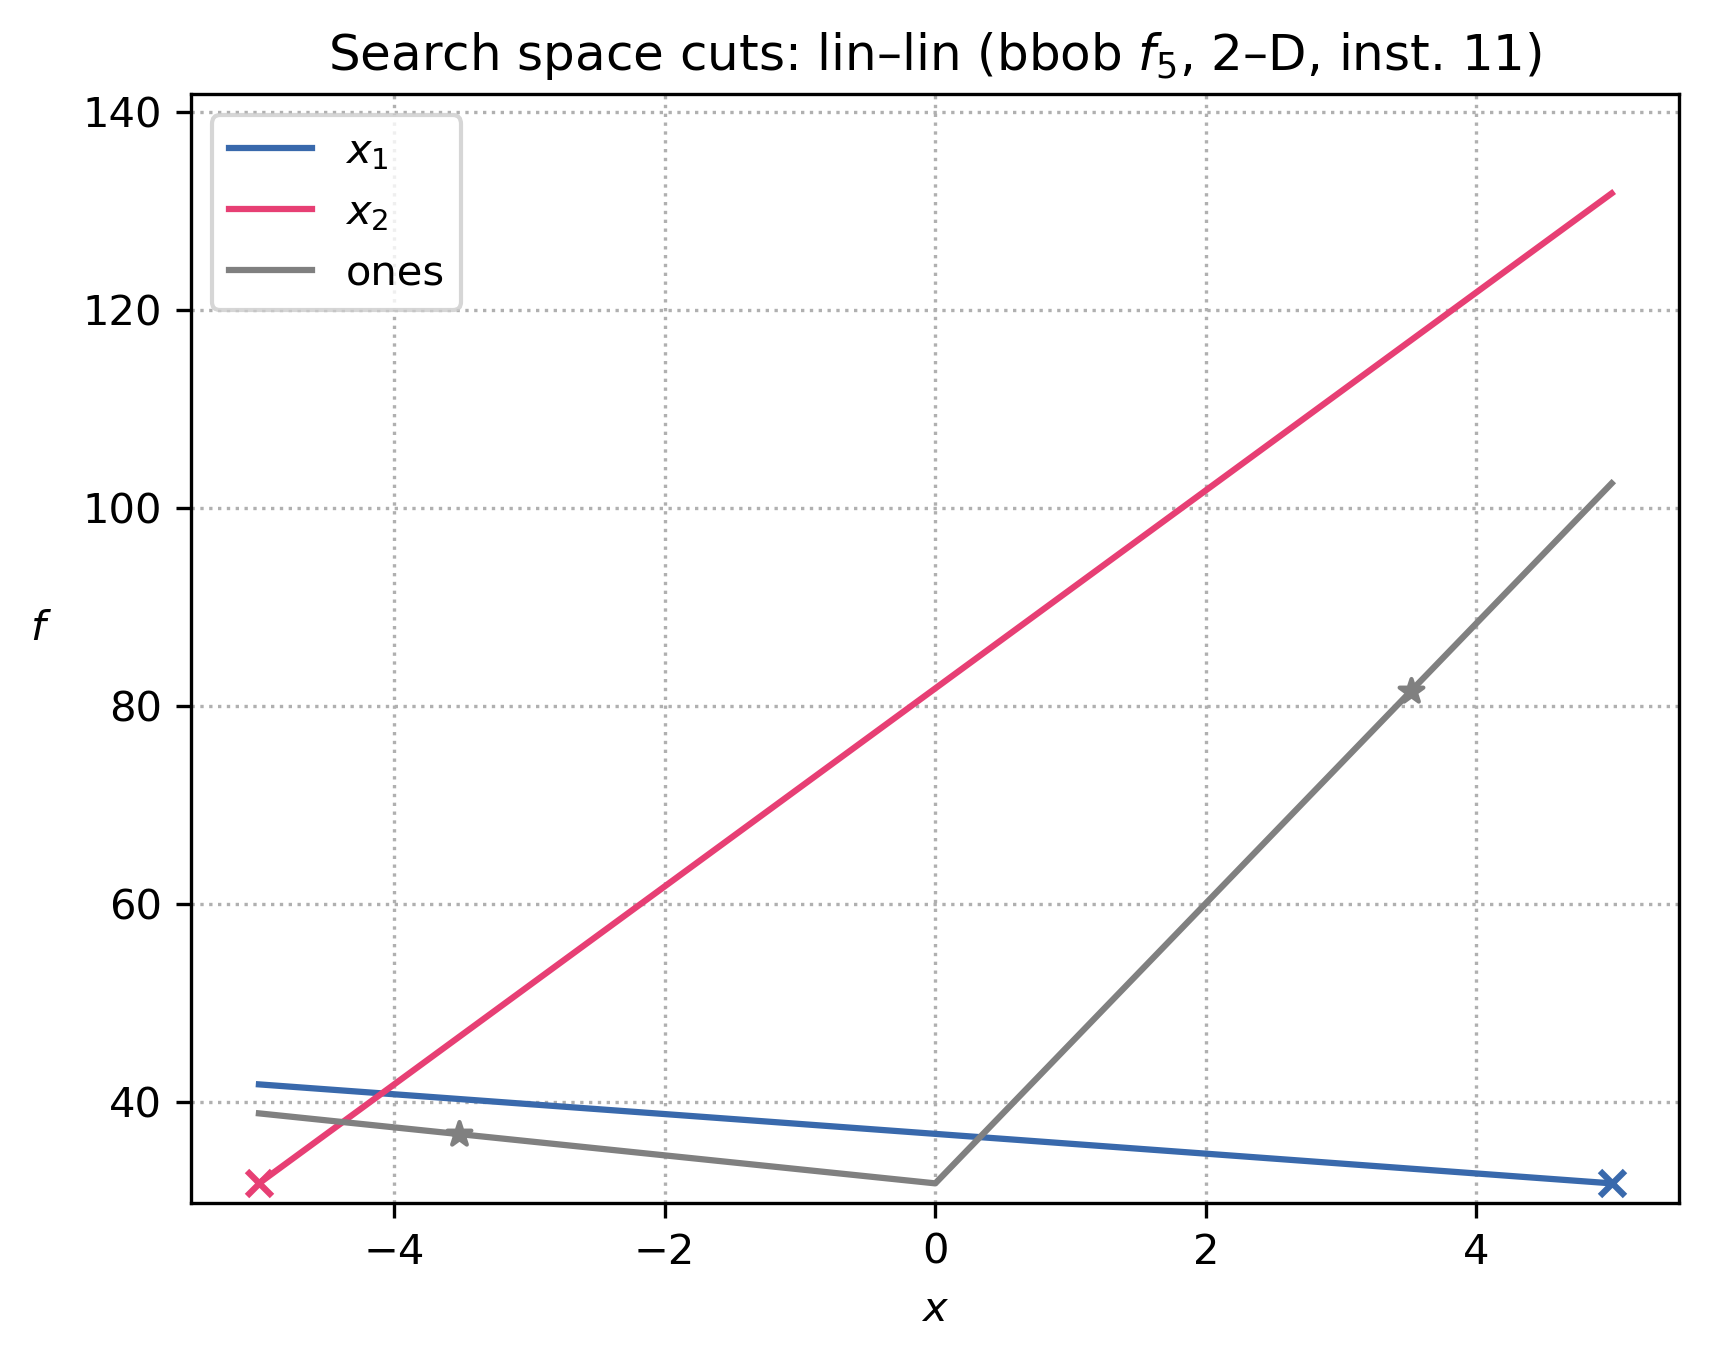 Search space cuts: lin–lin (bbob f₅, 2–D, inst. 11)
140
120
100
80
60
40
f
x₁
x₂
ones
−4
−2
0
2
4
x